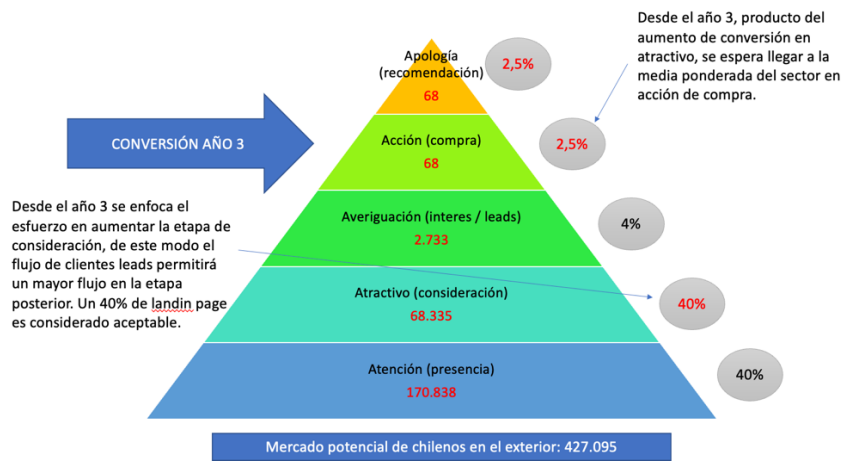 Desde el año 3, producto del
aumento de conversión en
atractivo, se espera llegar a la
media ponderada del sector en
acción de compra.
Apología
(recomendación)
68
2,5%
CONVERSIÓN AÑO 3
Acción (compra)
68
2,5%
Desde el año 3 se enfoca el
esfuerzo en aumentar la etapa de
consideración, de este modo el
flujo de clientes leads permitirá
un mayor flujo en la etapa
posterior. Un 40% de landin page
es considerado aceptable.
Averiguación (interes / leads)
2.733
4%
Atractivo (consideración)
68.335
40%
Atención (presencia)
170.838
40%
Mercado potencial de chilenos en el exterior: 427.095